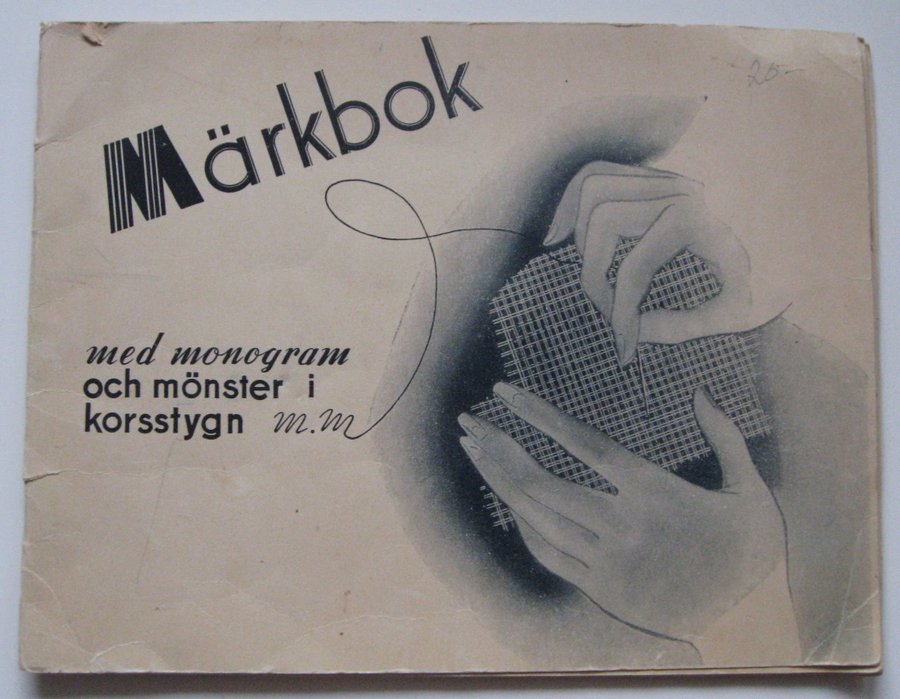 Märkbok
20-
med monogram
och mönster i
korsstygn m.m